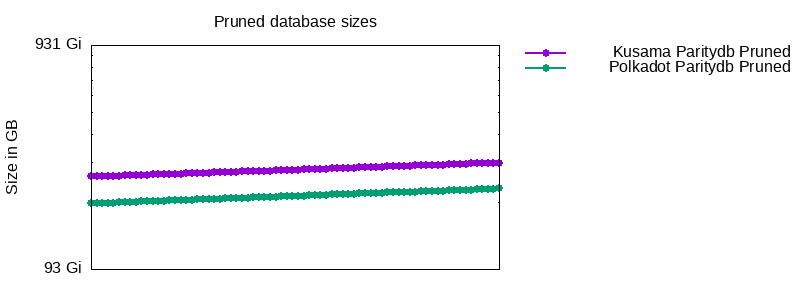 Pruned database sizes
931 Gi
Kusama Paritydb Pruned
Polkadot Paritydb Pruned
Size in GB
93 Gi